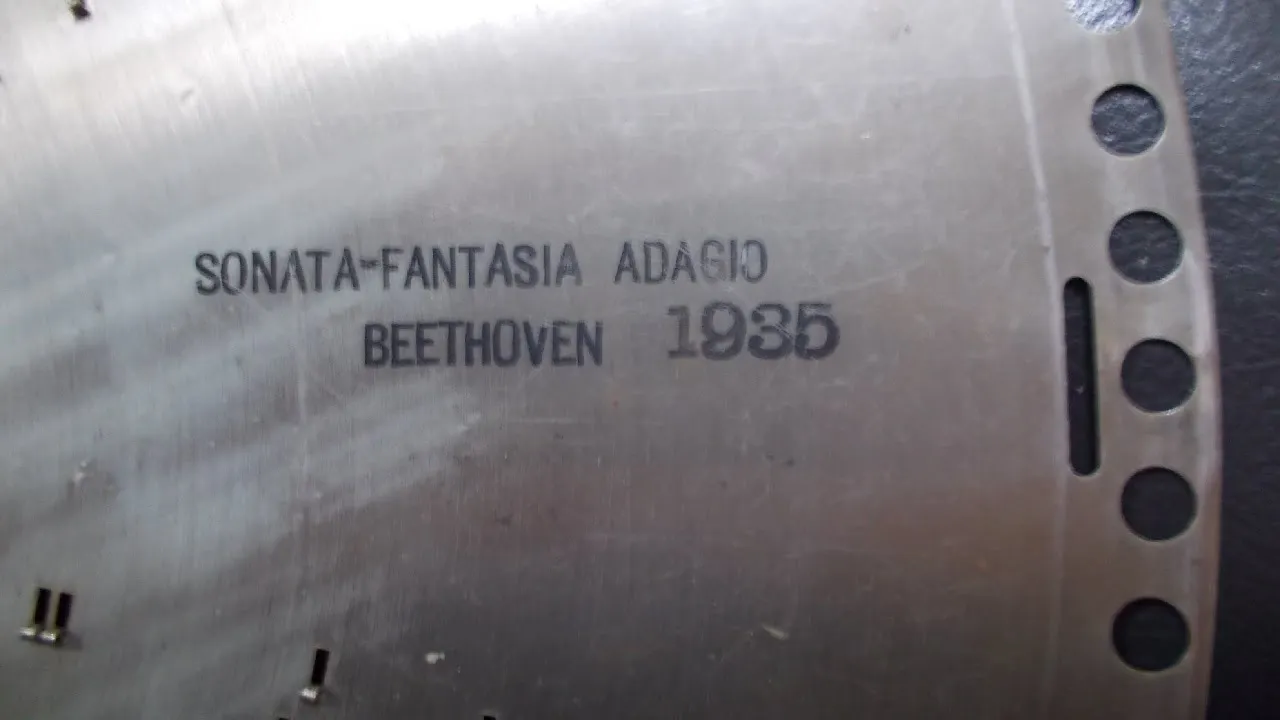 SONATA-FANTASIA ADAGIO
BEETHOVEN 1935